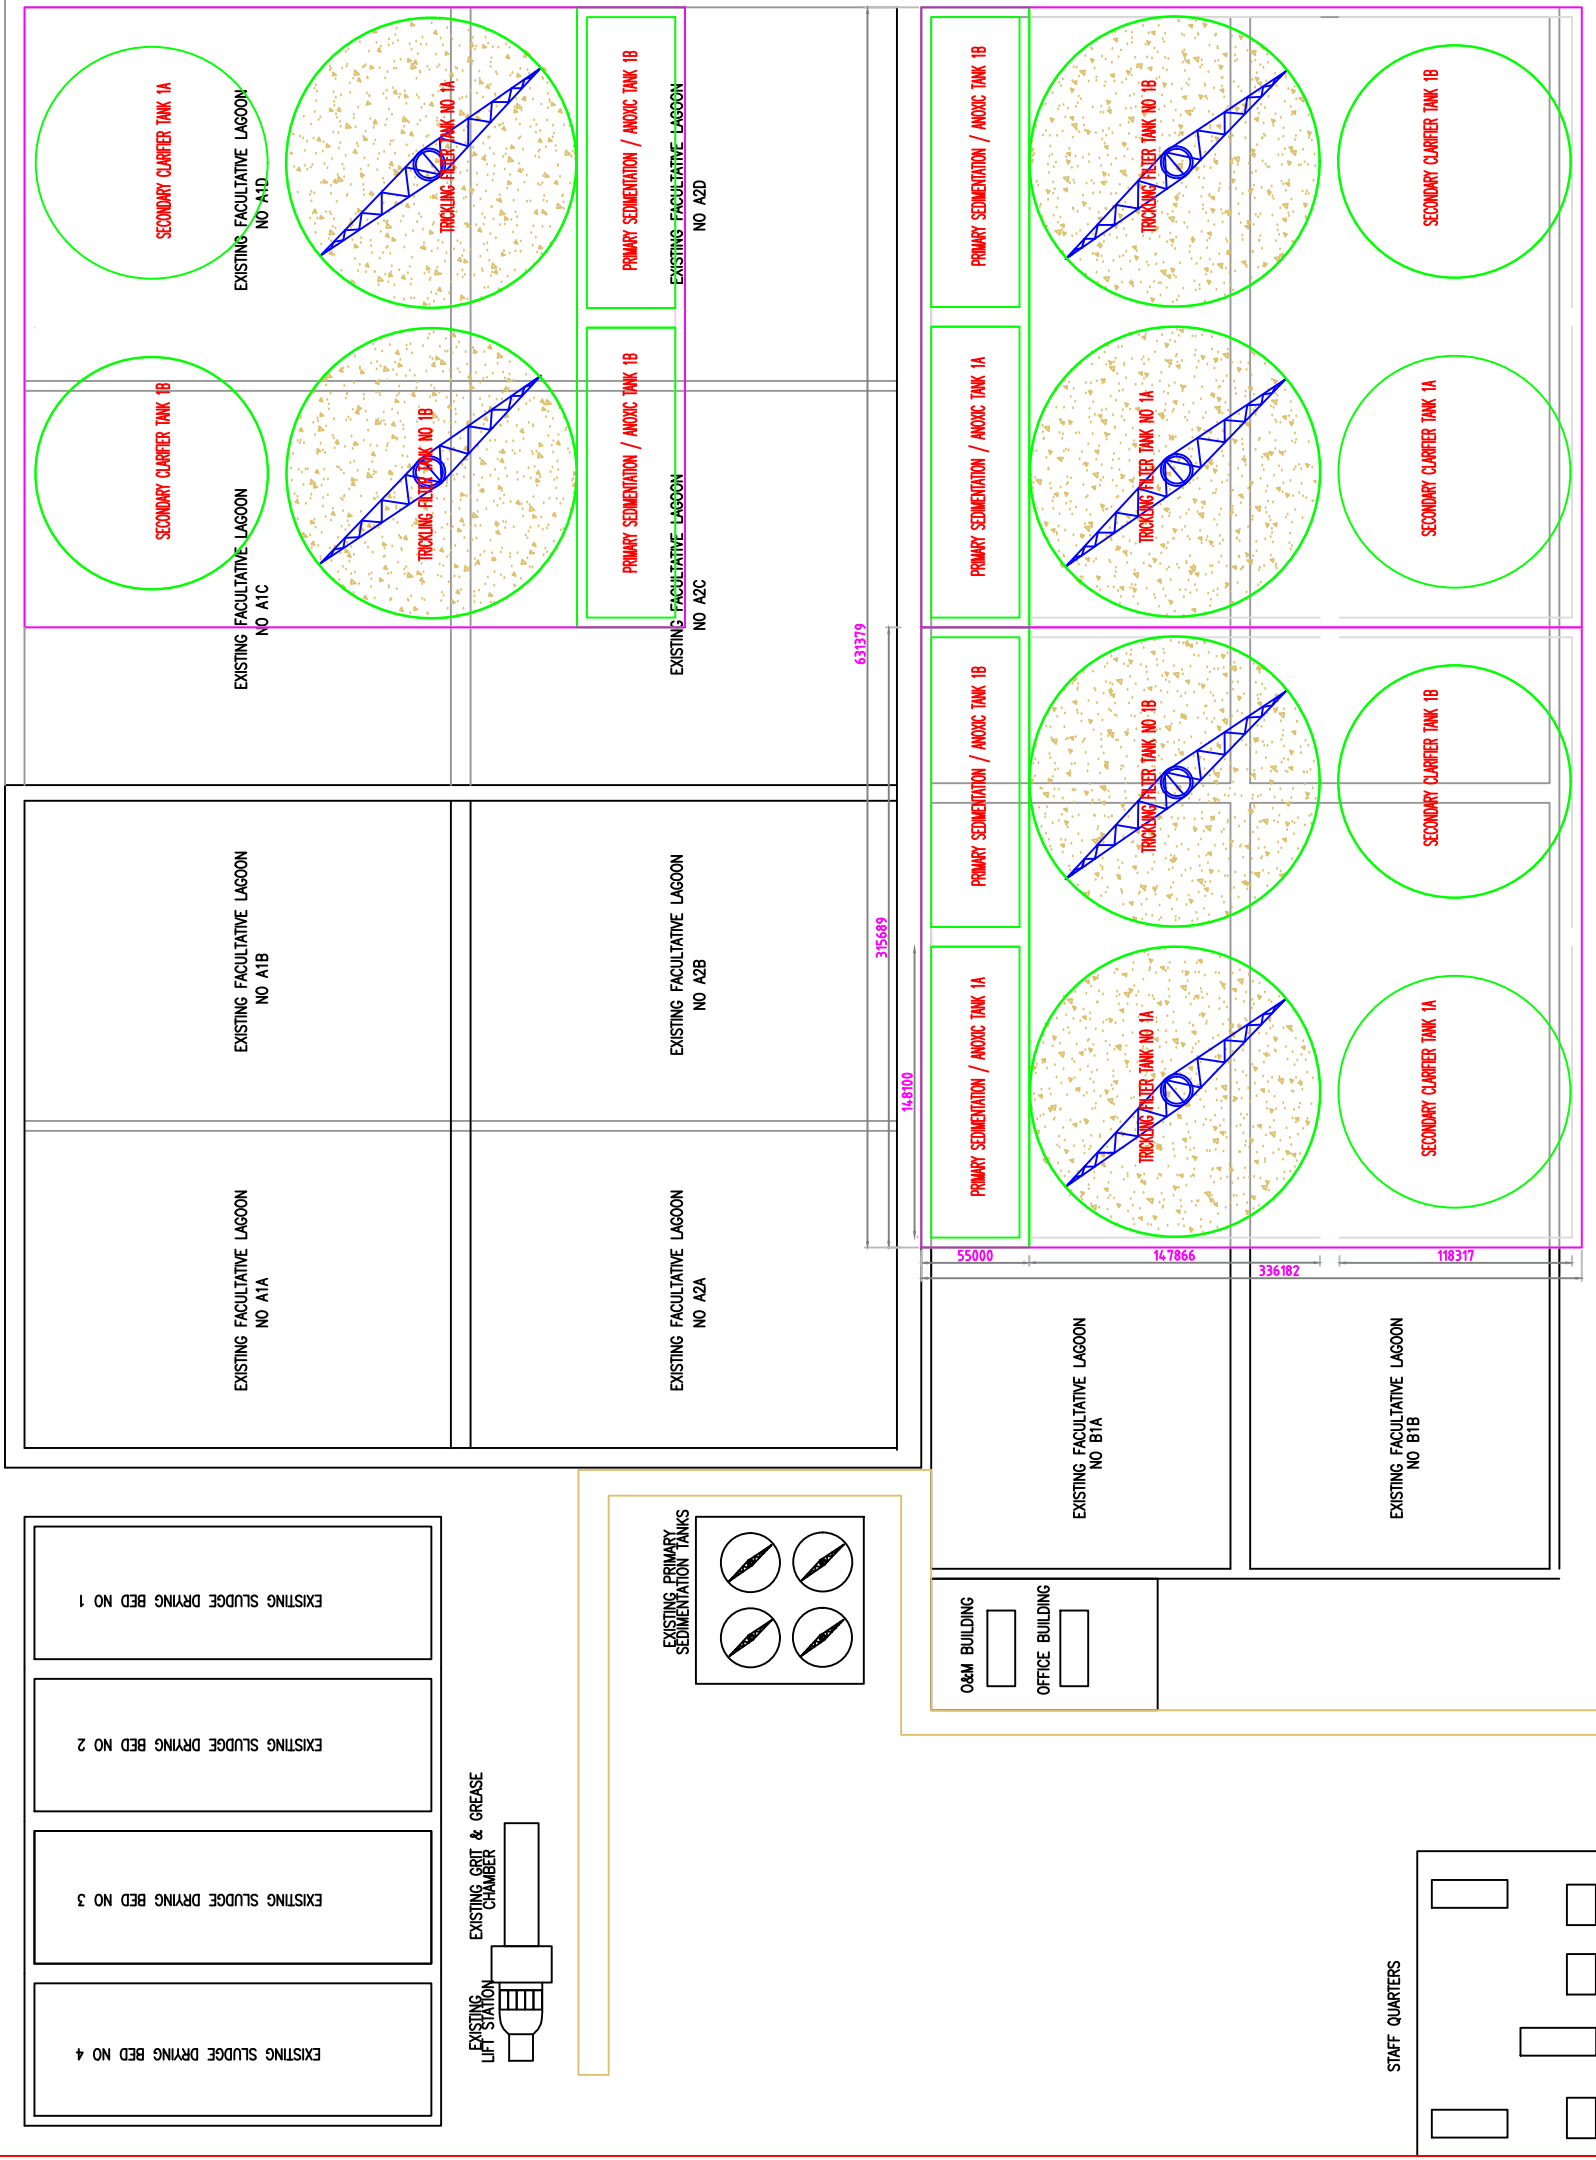 SECONDARY CLARIFIER TANK 1A
EXISTING FACULTATIVE LAGOON
NO A1D
TRICKLING FILTER TANK NO 1A
PRIMARY SEDIMENTATION / ANOXIC TANK 1B
EXISTING FACULTATIVE LAGOON
NO A2D
PRIMARY SEDIMENTATION / ANOXIC TANK 1B
TRICKLING FILTER TANK NO 1B
SECONDARY CLARIFIER TANK 1B
SECONDARY CLARIFIER TANK 1B
EXISTING FACULTATIVE LAGOON
NO A1C
TRICKLING FILTER TANK NO 1B
PRIMARY SEDIMENTATION / ANOXIC TANK 1B
EXISTING FACULTATIVE LAGOON
NO A2C
PRIMARY SEDIMENTATION / ANOXIC TANK 1A
TRICKLING FILTER TANK NO 1A
SECONDARY CLARIFIER TANK 1A
631379
PRIMARY SEDIMENTATION / ANOXIC TANK 1B
TRICKLING FILTER TANK NO 1B
SECONDARY CLARIFIER TANK 1B
EXISTING FACULTATIVE LAGOON
NO A1B
EXISTING FACULTATIVE LAGOON
NO A2B
315689
148100
PRIMARY SEDIMENTATION / ANOXIC TANK 1A
TRICKLING FILTER TANK NO 1A
SECONDARY CLARIFIER TANK 1A
EXISTING FACULTATIVE LAGOON
NO A1A
EXISTING FACULTATIVE LAGOON
NO A2A
55000
147866
118317
336182
EXISTING FACULTATIVE LAGOON
NO B1A
EXISTING FACULTATIVE LAGOON
NO B1B
EXISTING SLUDGE DRYING BED NO 1
EXISTING PRIMARY
SEDIMENTATION TANKS
O&M BUILDING
OFFICE BUILDING
EXISTING SLUDGE DRYING BED NO 2
EXISTING SLUDGE DRYING BED NO 3
EXISTING GRIT & GREASE
CHAMBER
EXISTING SLUDGE DRYING BED NO 4
EXISTING
LIFT STATION
STAFF QUARTERS